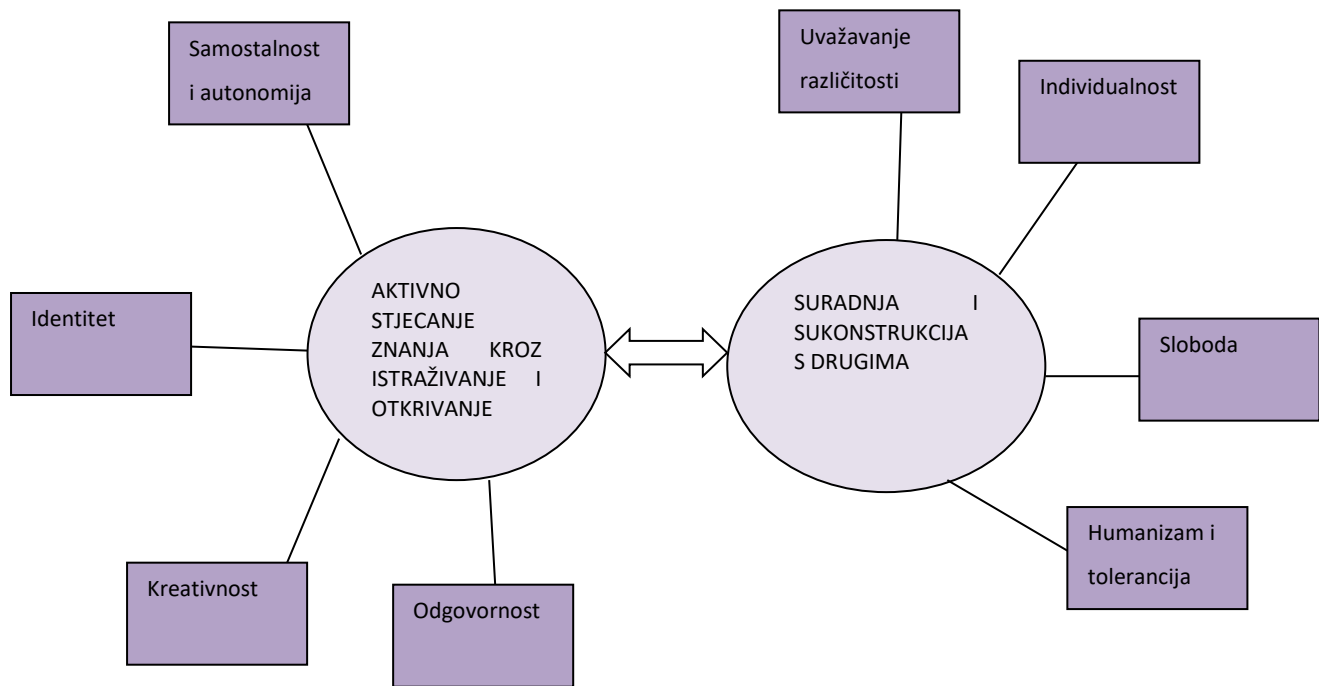 Samostalnost
i autonomija
Uvažavanje
različitosti
Individualnost
Identitet
AKTIVNO
STJECANJE
ZNANJA KROZ
ISTRAŽIVANJE I
OTKRIVANJE
SURADNJA I
SUKONSTRUKCIJA
S DRUGIMA
Sloboda
Kreativnost
Odgovornost
Humanizam i
tolerancija